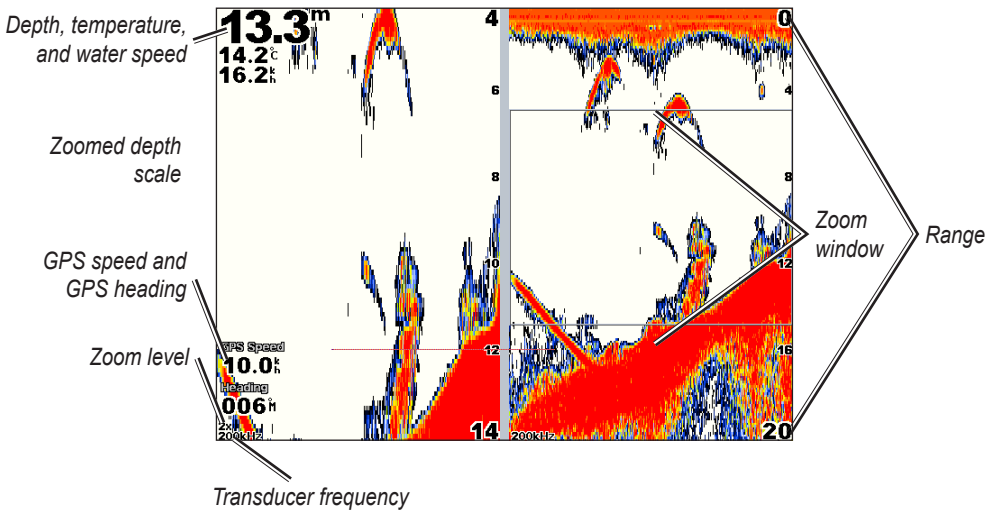 Depth, temperature,
and water speed
13.3m
14.2°C
16.2kh
4
6
8
10
12
14
Zoomed depth
scale
GPS speed and
GPS heading
GPS Speed
10.0kh
Heading
006°M
Zoom level
2x
200kHz
Transducer frequency
0
4
8
12
16
20
200kHz
Zoom
window
Range